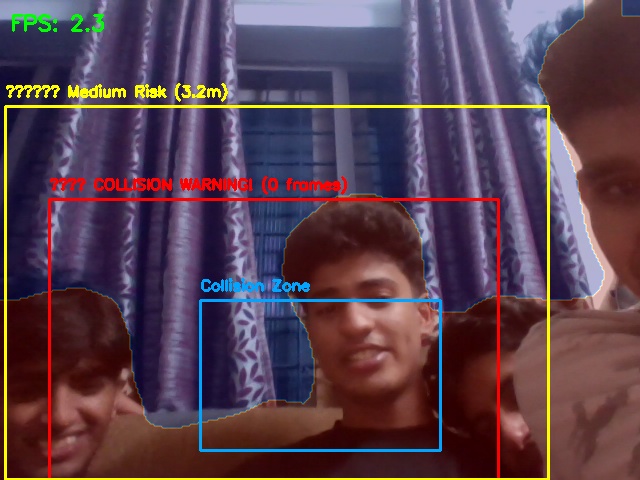 FPS: 2.3
?????? Medium Risk (3.2m)
???? COLLISION WARNING! (0 frames)
Collision Zone